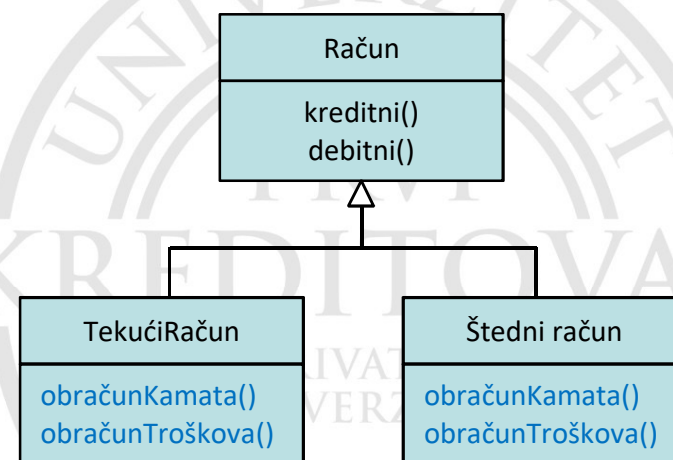 Račun
kreditni()
debitni()
TekućiRačun
obračunKamata()
obračunTroškova()
Štedni račun
obračunKamata()
obračunTroškova()